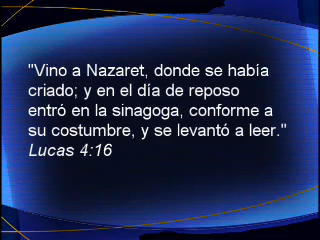 "Vino a Nazaret, donde se había
criado; y en el día de reposo
entró en la sinagoga, conforme a
su costumbre, y se levantó a leer."
Lucas 4:16